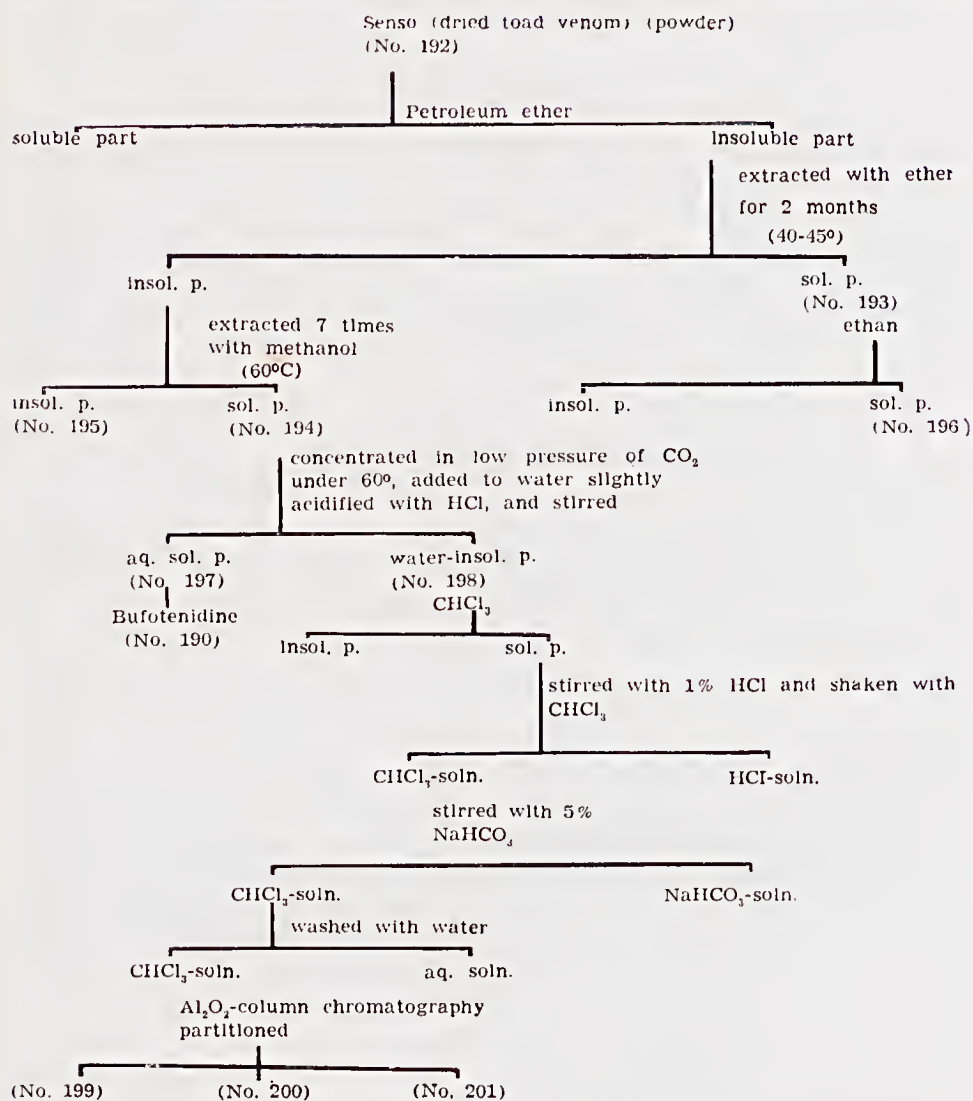 Senso (dried toad venom) (powder)
(No. 192)
Petroleum ether
soluble part
Insoluble part
extracted with ether
for 2 months
(40-45º)
insol. p.
sol. p.
(No. 193)
ethan
extracted 7 times
with methanol
(60ºC)
insol. p.
(No. 195)
sol. p.
(No. 194)
insol. p.
sol. p.
(No. 196)
concentrated in low pressure of CO₂
under 60º, added to water slightly
acidified with HCl, and stirred
aq. sol. p.
(No. 197)
Bufotenidine
(No. 190)
water-insol. p.
(No. 198)
CHCl₃
Insol. p.
sol. p.
stirred with 1% HCl and shaken with
CHCl₃
CHCl₃-soln.
HCl-soln.
stirred with 5%
NaHCO₃
CHCl₃-soln.
NaHCO₃-soln.
washed with water
CHCl₃-soln.
aq. soln.
Al₂O₂-column chromatography
partitioned
(No. 199)
(No. 200)
(No. 201)